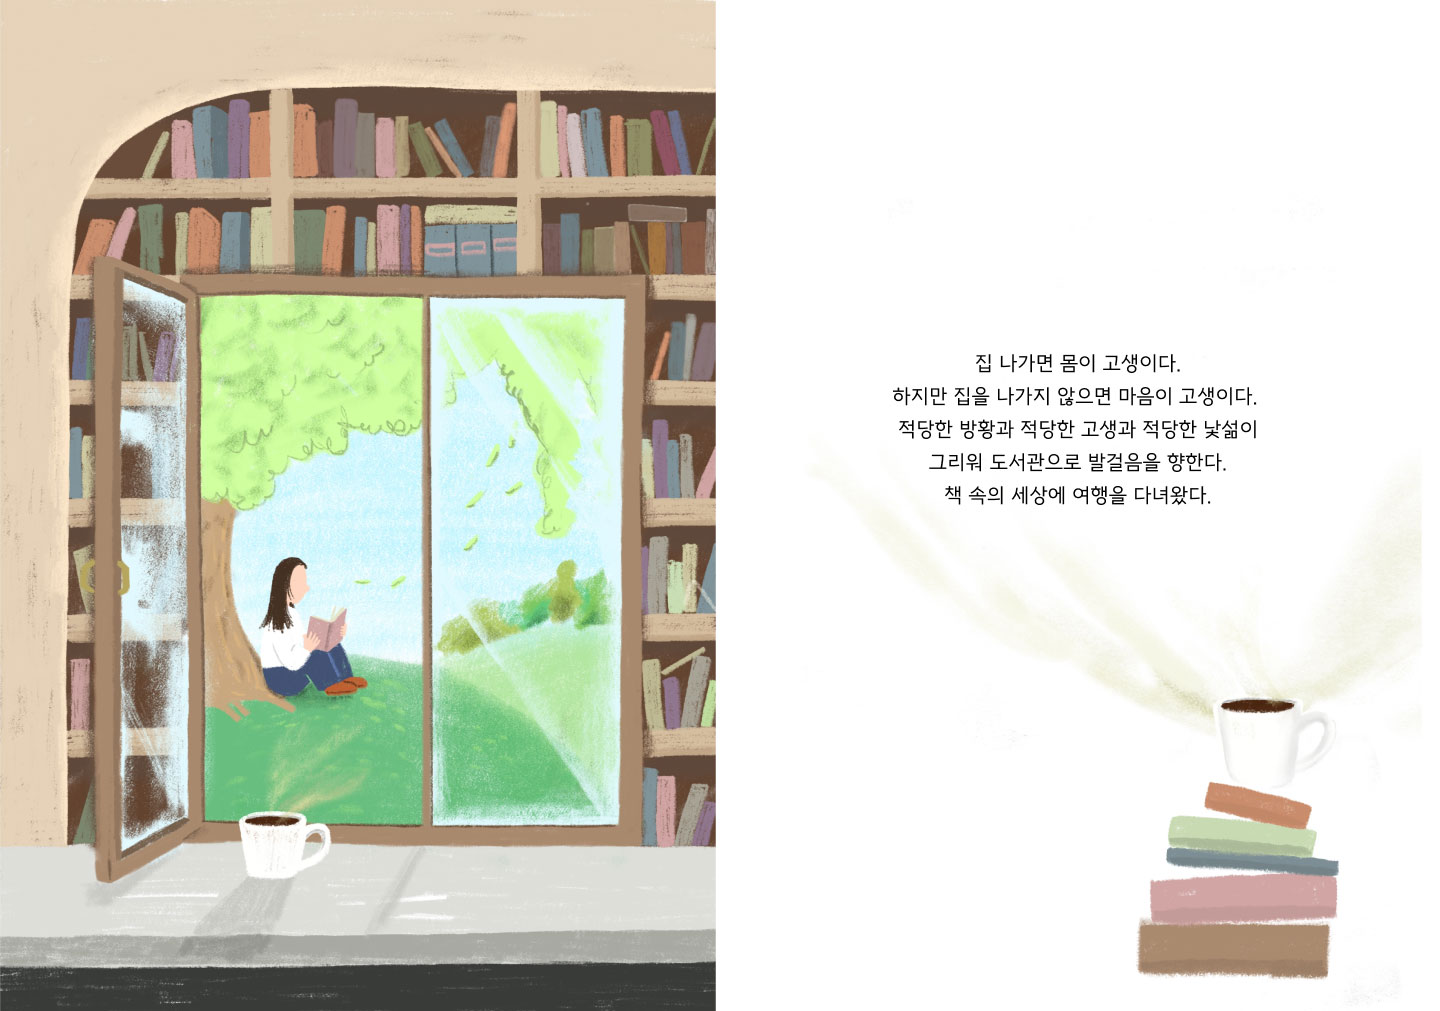 집 나가면 몸이 고생이다.
하지만 집을 나가지 않으면 마음이 고생이다.
적당한 방황과 적당한 고생과 적당한 낯섦이
그리워 도서관으로 발걸음을 향한다.
책 속의 세상에 여행을 다녀왔다.